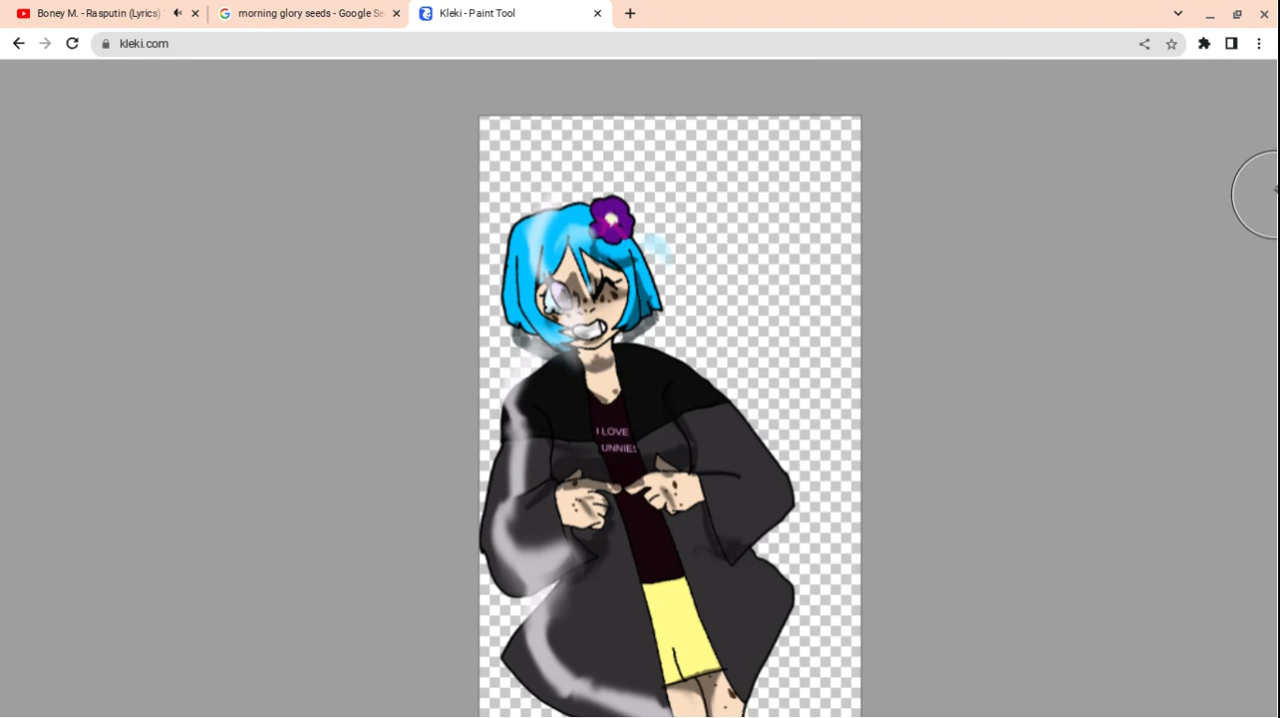 Boney M. - Rasputin (Lyrics)
morning glory seeds - Google Se
Kleki - Paint Tool
kleki.com
I LOVE
UNNIES